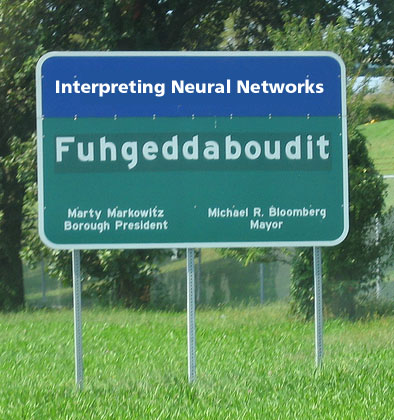 Interpreting Neural Networks
Fuhgeddaboudit
Marty Markowitz
Borough President
Michael R. Bloomberg
Mayor